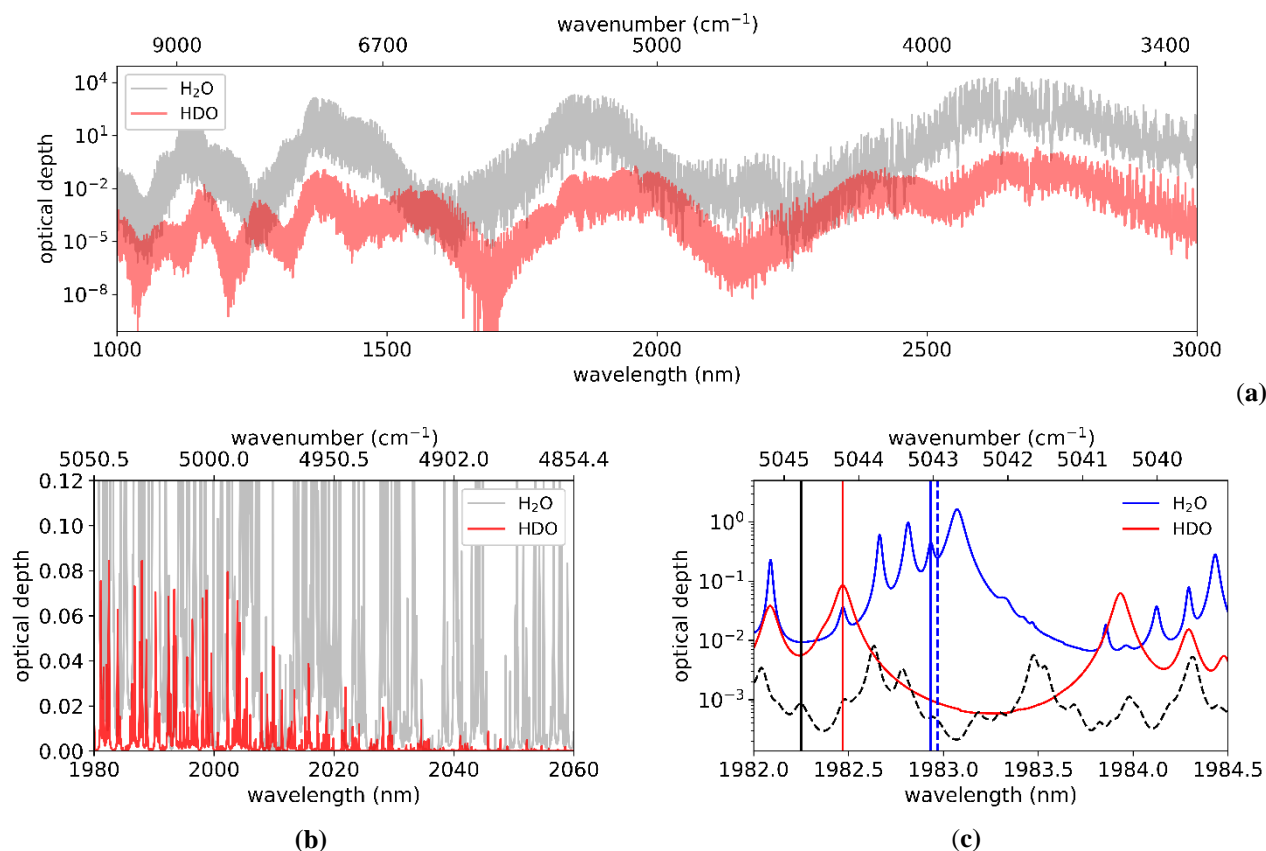 wavenumber (cm⁻¹)
9000 6700 5000 4000 3400
10⁴
10¹
10⁻²
10⁻⁵
10⁻⁸
optical depth
H₂O
HDO
1000 1500 2000 2500 3000
wavelength (nm)
(a)
wavenumber (cm⁻¹)
5050.5 5000.0 4950.5 4902.0 4854.4
0.12
0.10
0.08
0.06
0.04
0.02
0.00
optical depth
H₂O
HDO
1980 2000 2020 2040 2060
wavelength (nm)
(b)
wavenumber (cm⁻¹)
5045 5044 5043 5042 5041 5040
10⁰
10⁻¹
10⁻²
10⁻³
optical depth
H₂O
HDO
1982.0 1982.5 1983.0 1983.5 1984.0 1984.5
wavelength (nm)
(c)